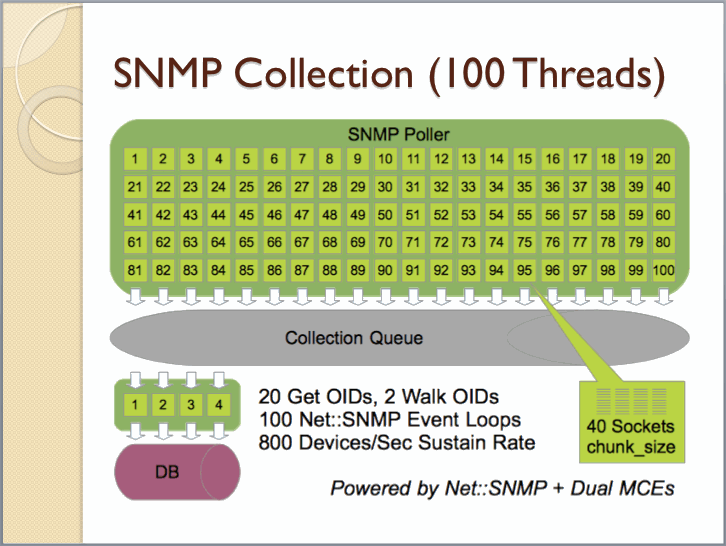 SNMP Collection (100 Threads)
SNMP Poller
1 2 3 4 5 6 7 8 9 10 11 12 13 14 15 16 17 18 19 20
21 22 23 24 25 26 27 28 29 30 31 32 33 34 35 36 37 38 39 40
41 42 43 44 45 46 47 48 49 50 51 52 53 54 55 56 57 58 59 60
61 62 63 64 65 66 67 68 69 70 71 72 73 74 75 76 77 78 79 80
81 82 83 84 85 86 87 88 89 90 91 92 93 94 95 96 97 98 99 100
Collection Queue
1 2 3 4
DB
20 Get OIDs, 2 Walk OIDs
100 Net::SNMP Event Loops
800 Devices/Sec Sustain Rate
40 Sockets
chunk_size
Powered by Net::SNMP + Dual MCEs